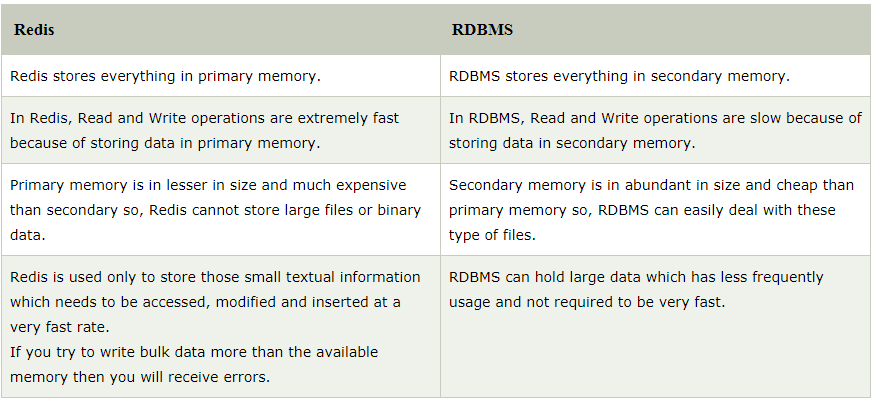 Redis
RDBMS
Redis stores everything in primary memory.
RDBMS stores everything in secondary memory.
In Redis, Read and Write operations are extremely fast
because of storing data in primary memory.
In RDBMS, Read and Write operations are slow because of
storing data in secondary memory.
Primary memory is in lesser in size and much expensive
than secondary so, Redis cannot store large files or binary
data.
Secondary memory is in abundant in size and cheap than
primary memory so, RDBMS can easily deal with these
type of files.
Redis is used only to store those small textual information
which needs to be accessed, modified and inserted at a
very fast rate.
If you try to write bulk data more than the available
memory then you will receive errors.
RDBMS can hold large data which has less frequently
usage and not required to be very fast.